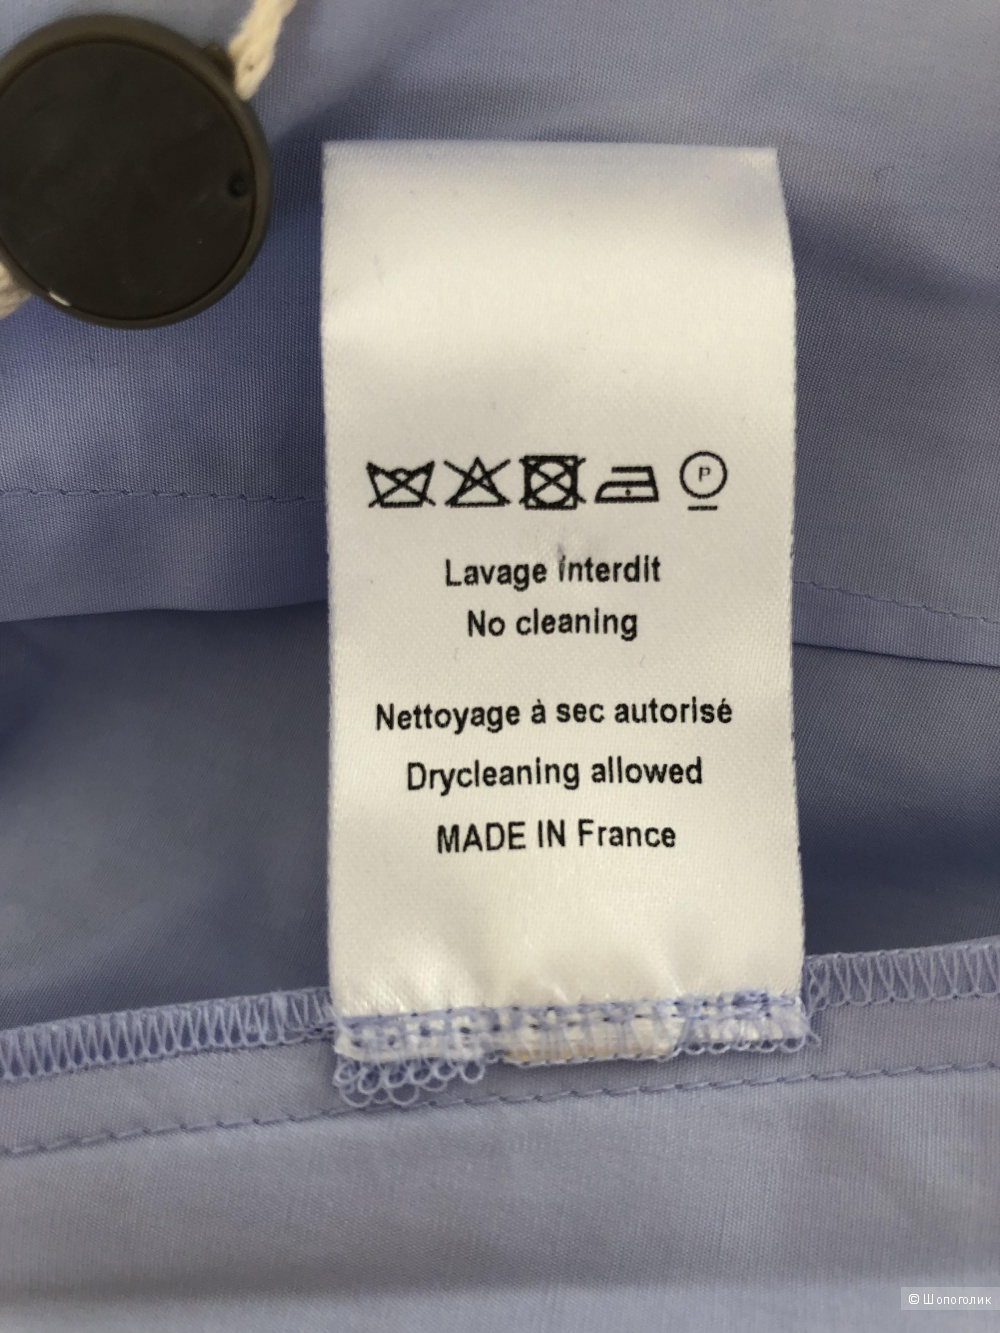 P
Lavage interdit
No cleaning
Nettoyage à sec autorisé
Drycleaning allowed
MADE IN France
© Шопоголик